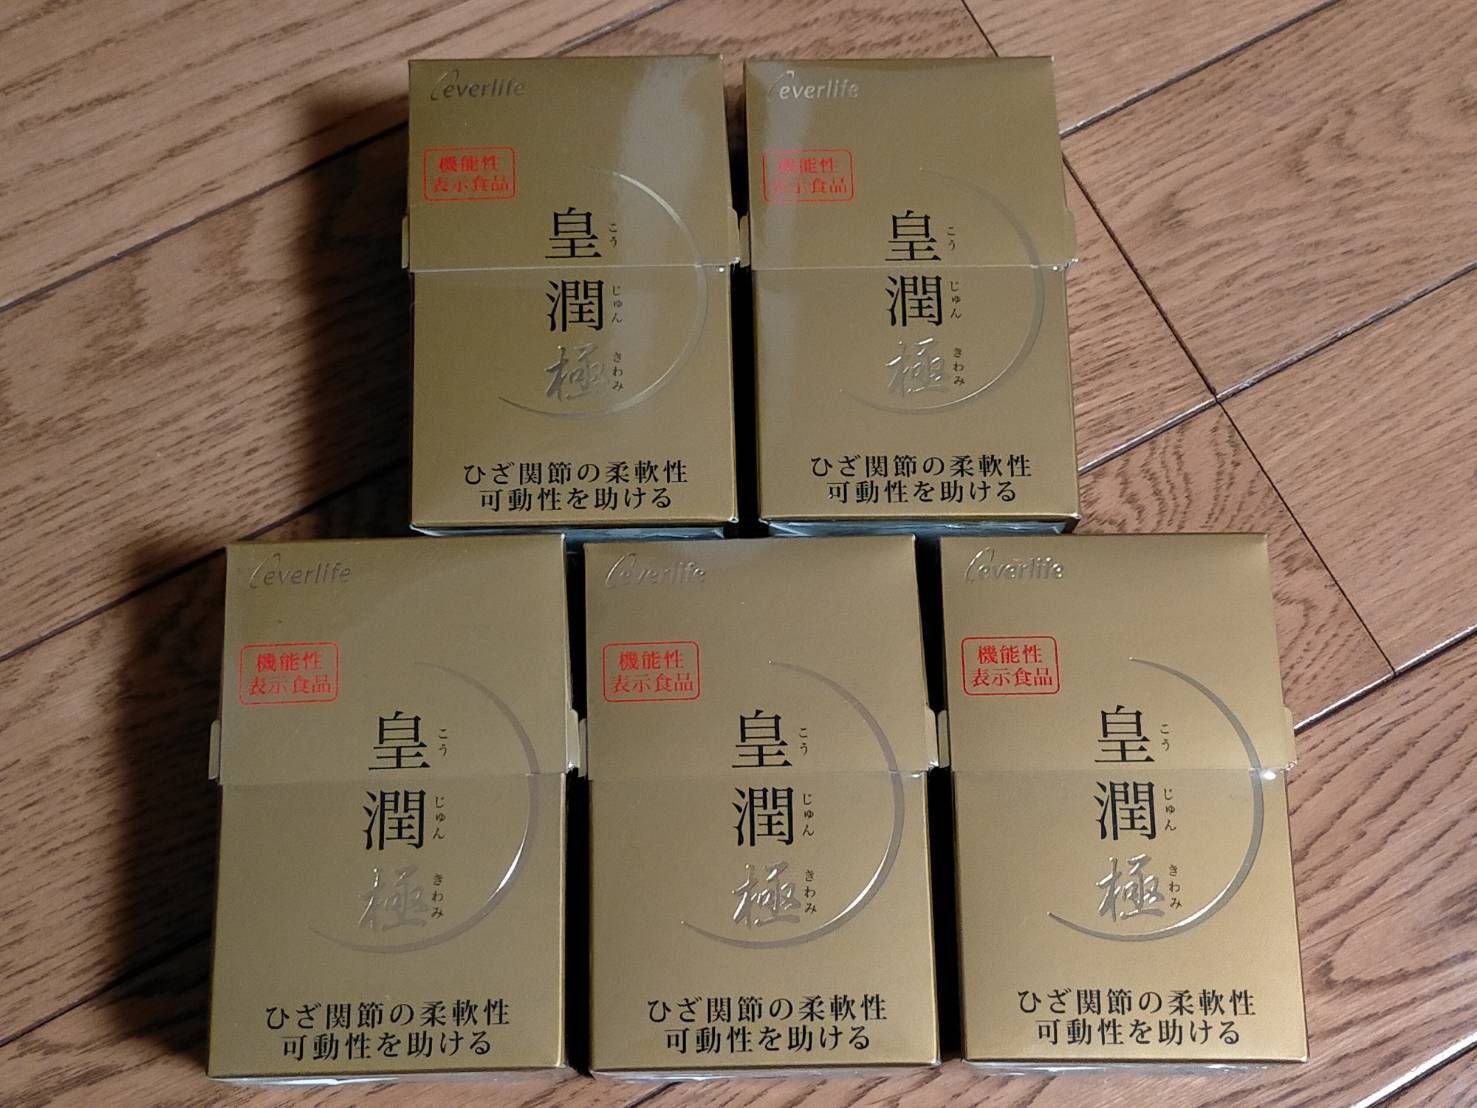 everlife
機能性
表示食品
皇潤極
こうじゅんきわみ
ひざ関節の柔軟性
可動性を助ける
everlife
機能性
表示食品
皇潤極
こうじゅんきわみ
ひざ関節の柔軟性
可動性を助ける
everlife
機能性
表示食品
皇潤極
こうじゅんきわみ
ひざ関節の柔軟性
可動性を助ける
everlife
機能性
表示食品
皇潤極
こうじゅんきわみ
ひざ関節の柔軟性
可動性を助ける
everlife
機能性
表示食品
皇潤極
こうじゅんきわみ
ひざ関節の柔軟性
可動性を助ける